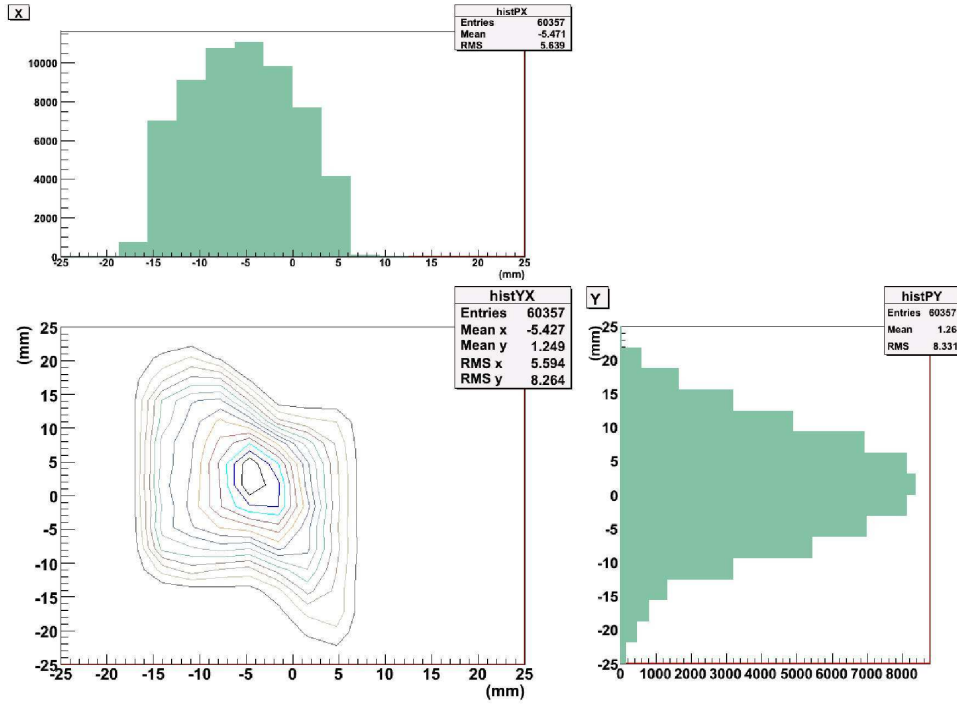 X
histPX
Entries 60357
Mean -5.471
RMS 5.639
10000
8000
6000
4000
2000
0
-25 -20 -15 -10 -5 0 5 10 15 20 25
(mm)
histYX
Entries 60357
Mean x -5.427
Mean y 1.249
RMS x 5.594
RMS y 8.264
(mm)
25
20
15
10
5
0
-5
-10
-15
-20
-25
-25 -20 -15 -10 -5 0 5 10 15 20 25
(mm)
Y
histPY
Entries 60357
Mean 1.26
RMS 8.331
(mm)
25
20
15
10
5
0
-5
-10
-15
-20
-25
0 1000 2000 3000 4000 5000 6000 7000 8000